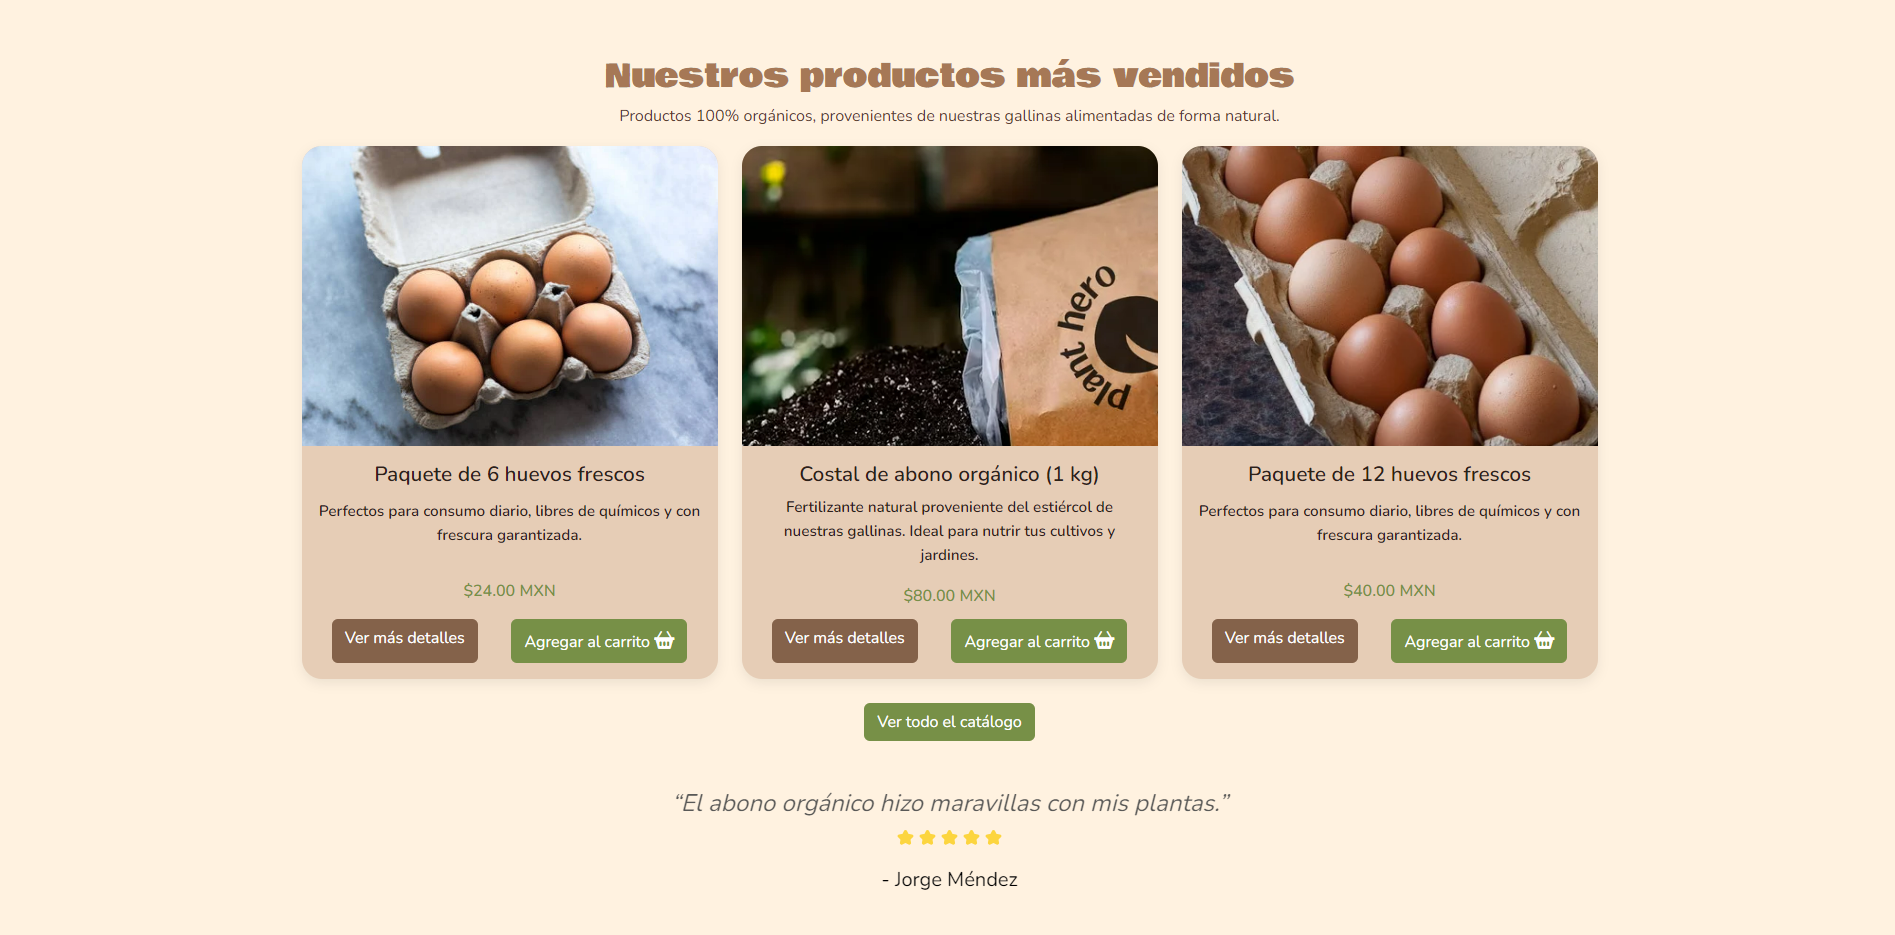 Nuestros productos más vendidos
Productos 100% orgánicos, provenientes de nuestras gallinas alimentadas de forma natural.
plant hero
Paquete de 6 huevos frescos
Perfectos para consumo diario, libres de químicos y con
frescura garantizada.
$24.00 MXN
Ver más detalles
Agregar al carrito
Costal de abono orgánico (1 kg)
Fertilizante natural proveniente del estiércol de
nuestras gallinas. Ideal para nutrir tus cultivos y
jardines.
$80.00 MXN
Ver más detalles
Agregar al carrito
Paquete de 12 huevos frescos
Perfectos para consumo diario, libres de químicos y con
frescura garantizada.
$40.00 MXN
Ver más detalles
Agregar al carrito
Ver todo el catálogo
“El abono orgánico hizo maravillas con mis plantas.”
- Jorge Méndez